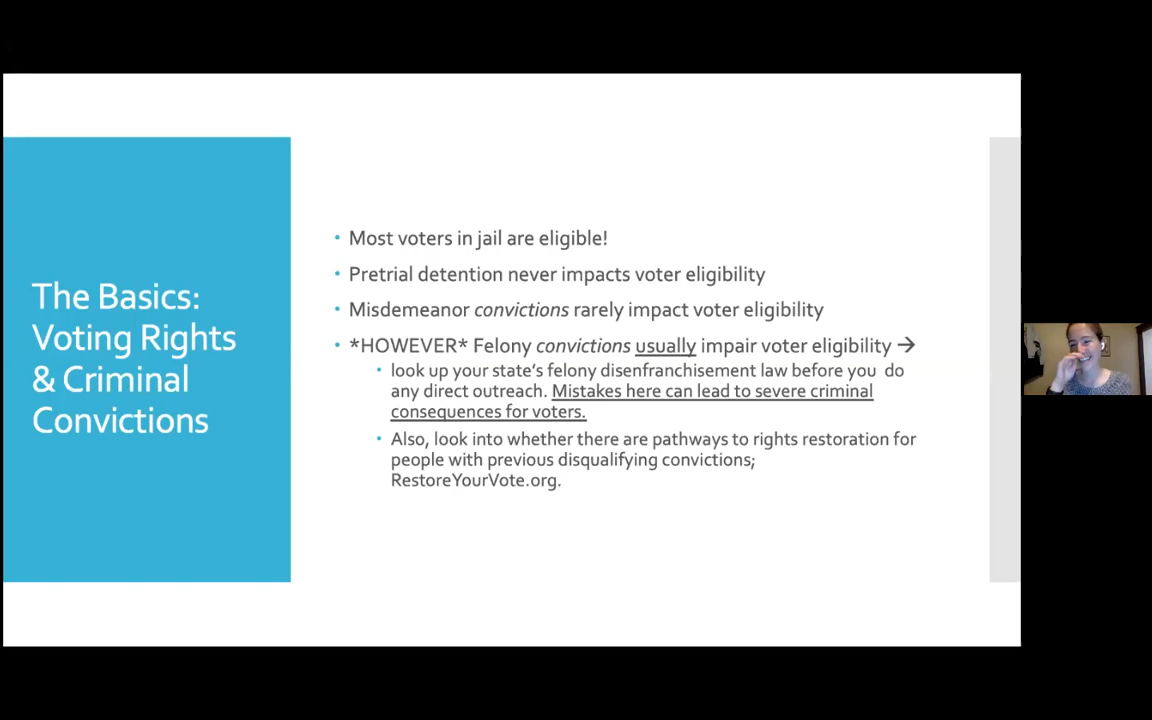 The Basics:
Voting Rights
& Criminal
Convictions
• Most voters in jail are eligible!
• Pretrial detention never impacts voter eligibility
• Misdemeanor convictions rarely impact voter eligibility
• *HOWEVER* Felony convictions usually impair voter eligibility →
• look up your state's felony disenfranchisement law before you do
any direct outreach. Mistakes here can lead to severe criminal
consequences for voters.
• Also, look into whether there are pathways to rights restoration for
people with previous disqualifying convictions;
RestoreYourVote.org.